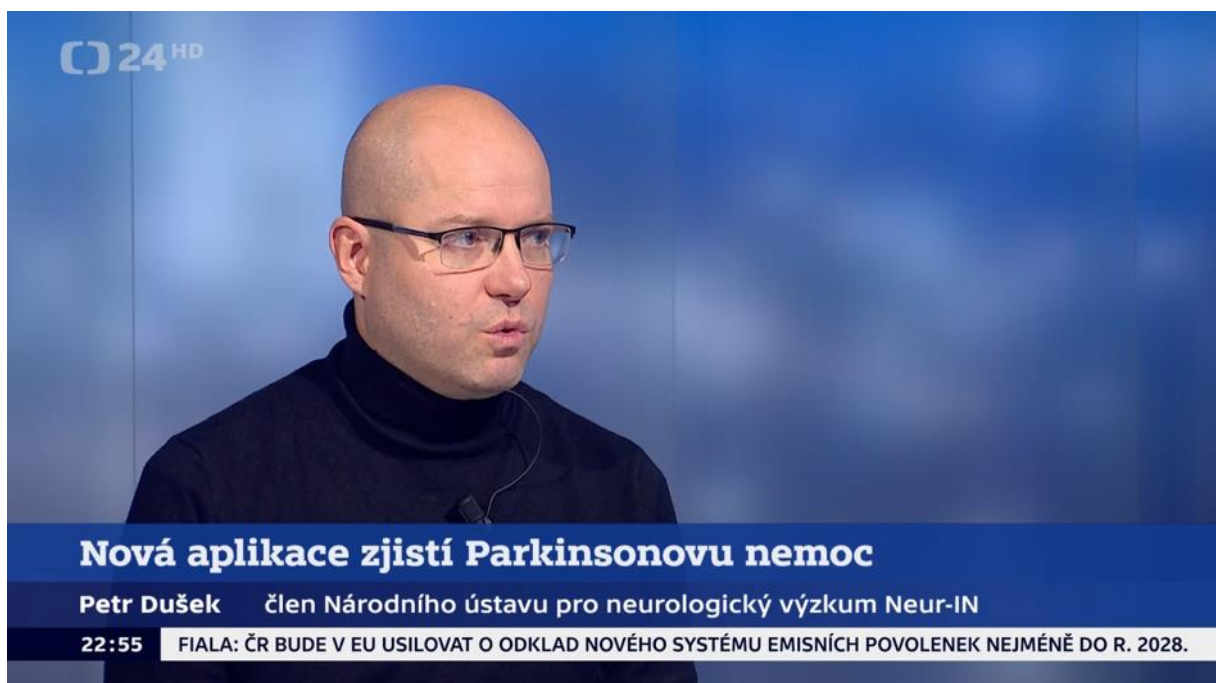 24 HD
Nová aplikace zjistí Parkinsonovu nemoc
Petr Dušek člen Národního ústavu pro neurologický výzkum Neur-IN
22:55 FIALA: ČR BUDE V EU USILOVAT O ODKLAD NOVÉHO SYSTÉMU EMISNÍCH POVOLENEK NEJMÉNĚ DO R. 2028.